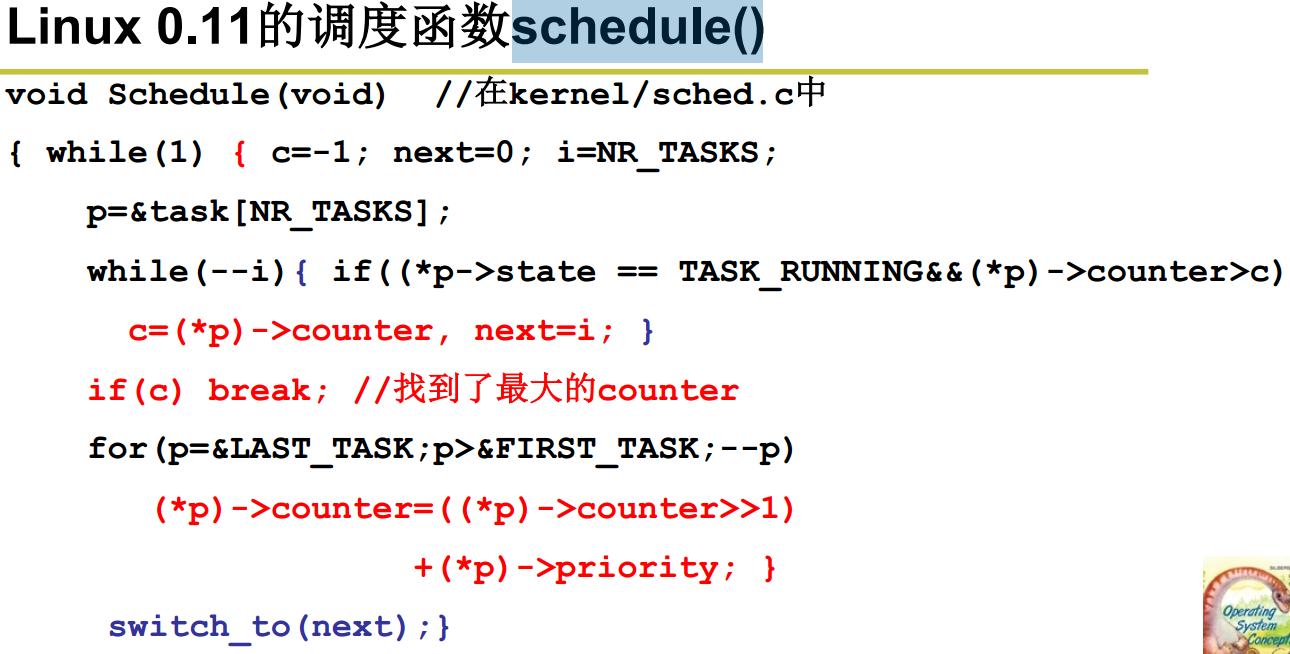 Linux 0.11的调度函数schedule()
void Schedule(void) //在kernel/sched.c中
{ while(1) { c=-1; next=0; i=NR_TASKS;
p=&task[NR_TASKS];
while(--i){ if((*p->state == TASK_RUNNING&&(*p)->counter>c)
c=(*p)->counter, next=i; }
if(c) break; //找到了最大的counter
for(p=&LAST_TASK;p>&FIRST_TASK;--p)
(*p)->counter=((*p)->counter>>1)
+(*p)->priority; }
switch_to(next);}
Operating
System
Concept